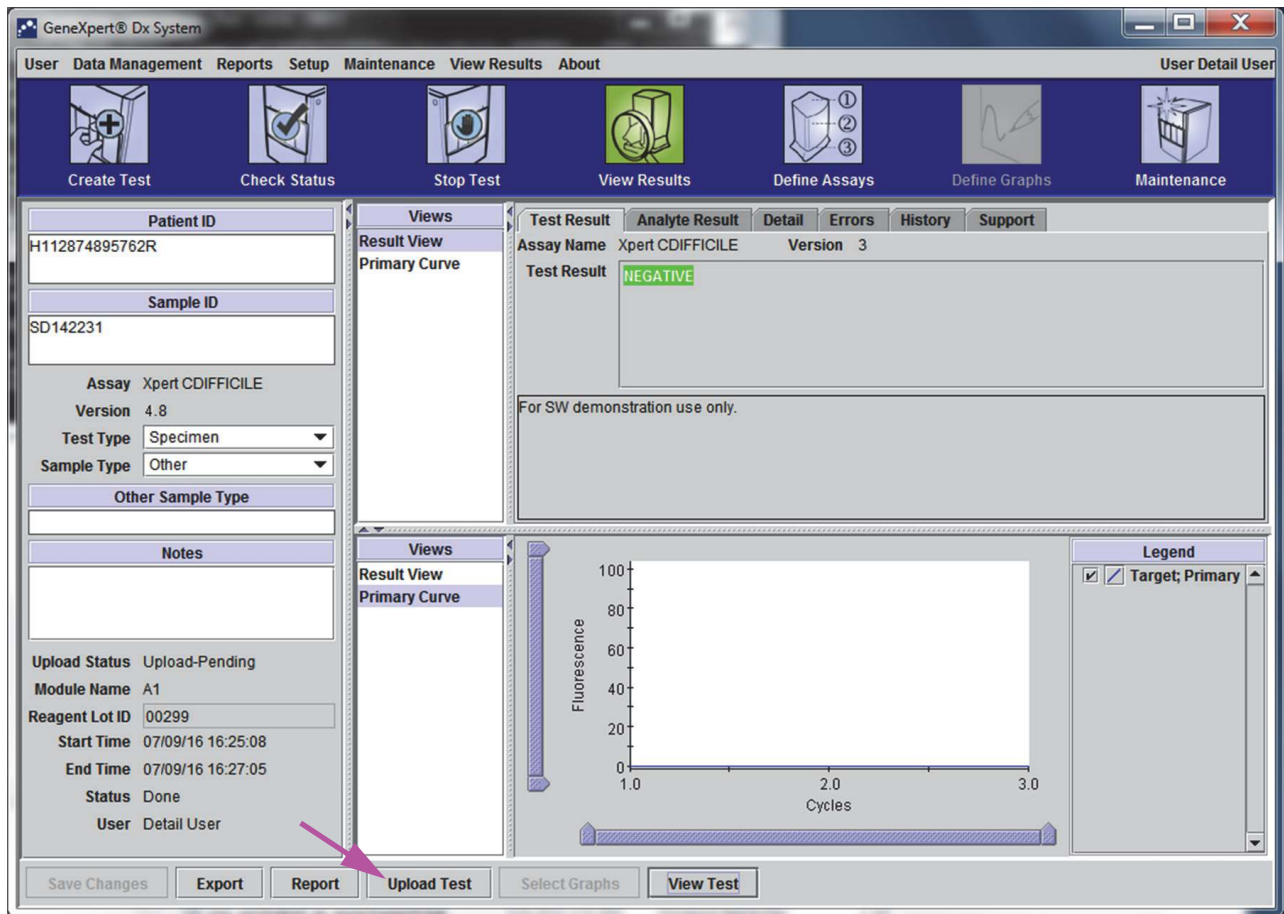 GeneXpert® Dx System
User Data Management Reports Setup Maintenance View Results About User Detail User
Create Test Check Status Stop Test View Results Define Assays Define Graphs Maintenance
Patient ID
H112874895762R
Sample ID
SD142231
Assay Xpert CDIFFICILE
Version 4.8
Test Type Specimen
Sample Type Other
Other Sample Type
Notes
Upload Status Upload-Pending
Module Name A1
Reagent Lot ID 00299
Start Time 07/09/16 16:25:08
End Time 07/09/16 16:27:05
Status Done
User Detail User
Views
Result View
Primary Curve
Test Result Analyte Result Detail Errors History Support
Assay Name Xpert CDIFFICILE Version 3
Test Result NEGATIVE
For SW demonstration use only.
Views
Result View
Primary Curve
Fluorescence
100
80
60
40
20
0
1.0 2.0 3.0
Cycles
Legend
Target; Primary
Save Changes Export Report Upload Test Select Graphs View Test